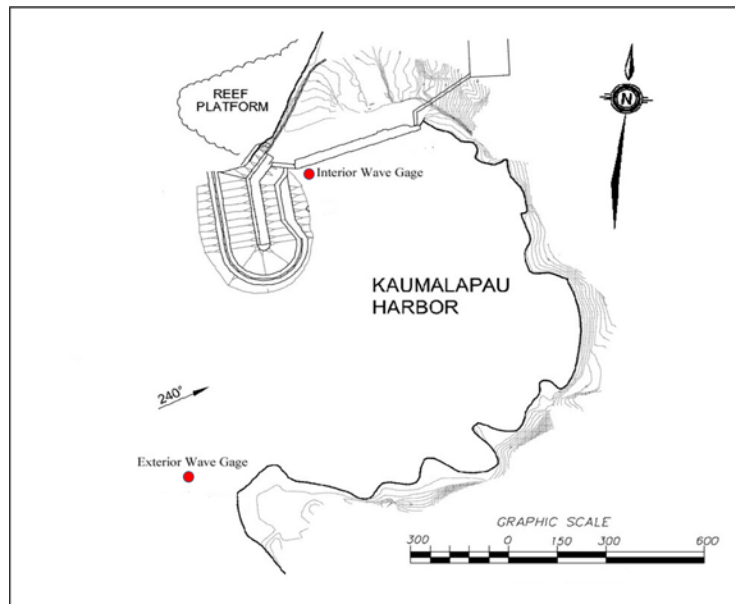 REEF
PLATFORM
N
Interior Wave Gage
KAUMALAPAU
HARBOR
240°
Exterior Wave Gage
GRAPHIC SCALE
300 0 150 300 600